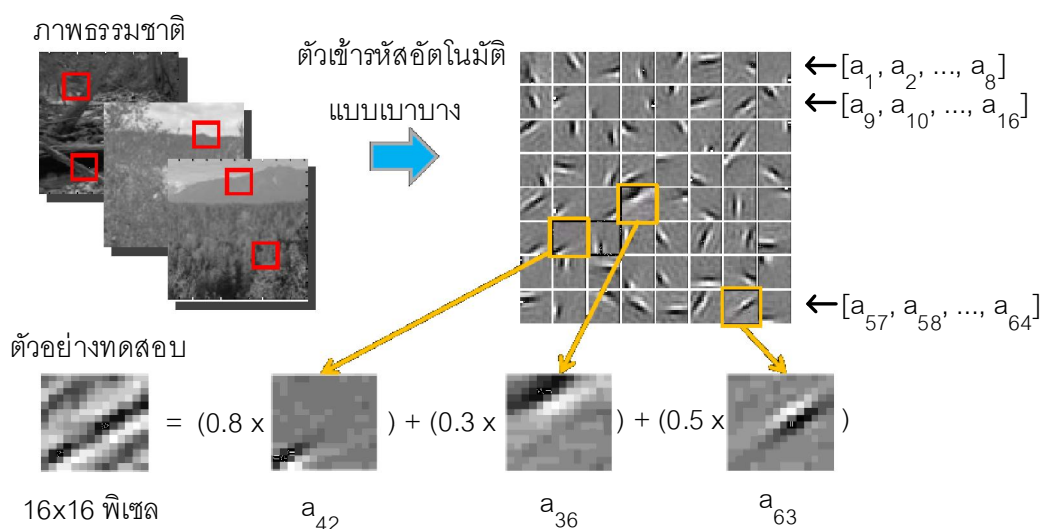 ภาพธรรมชาติ
ตัวเข้ารหัสอัตโนมัติ
แบบเบาบาง
←[a1, a2, ..., a8]
←[a9, a10, ..., a16]
←[a57, a58, ..., a64]
ตัวอย่างทดสอบ
= (0.8 x ) + (0.3 x ) + (0.5 x )
16x16 พิเซล a42 a36 a63